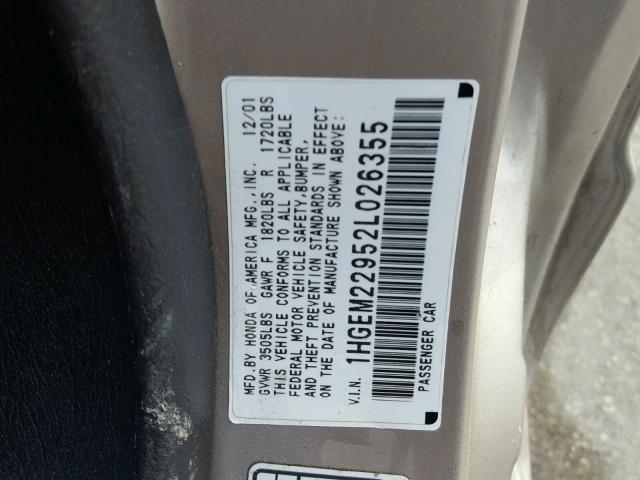 MFD.BY HONDA OF AMERICA MFG.,INC. 12/01
GVWR 3505LBS GAWR F 1820LBS R 1720LBS
THIS VEHICLE CONFORMS TO ALL APPLICABLE
FEDERAL MOTOR VEHICLE SAFETY,BUMPER,
AND THEFT PREVENTION STANDARDS IN EFFECT
ON THE DATE OF MANUFACTURE SHOWN ABOVE:
V.I.N. 1HGEM22952L026355
PASSENGER CAR